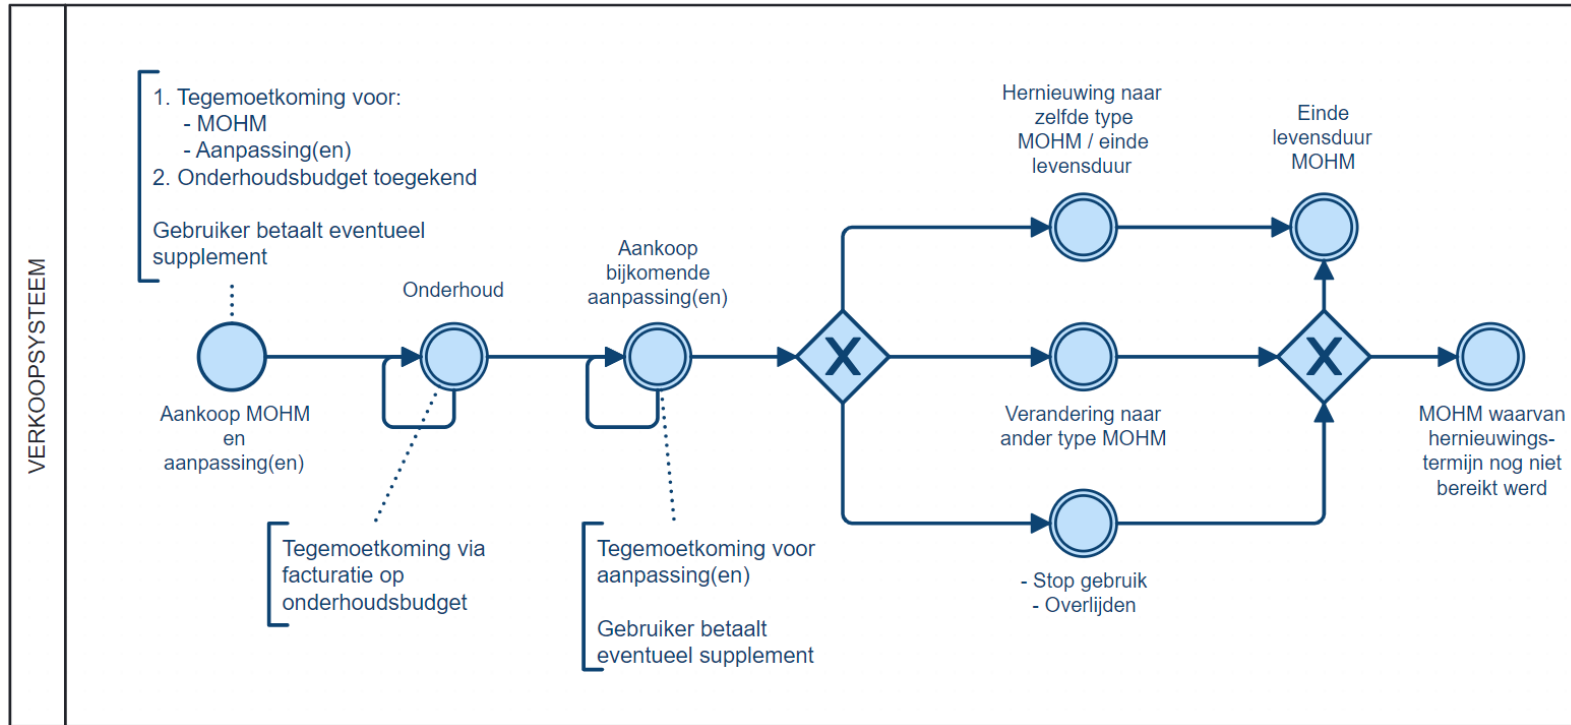 VERKOOPSYSTEEM
1. Tegemoetkoming voor:
- MOHM
- Aanpassing(en)
2. Onderhoudsbudget toegekend
Gebruiker betaalt eventueel
supplement
Aankoop MOHM
en
aanpassing(en)
Onderhoud
Tegemoetkoming via
facturatie op
onderhoudsbudget
Aankoop
bijkomende
aanpassing(en)
Tegemoetkoming voor
aanpassing(en)
Gebruiker betaalt
eventueel supplement
X
Hernieuwing naar
zelfde type
MOHM / einde
levensduur
Verandering naar
ander type MOHM
- Stop gebruik
- Overlijden
Einde
levensduur
MOHM
X
MOHM waarvan
hernieuwings-
termijn nog niet
bereikt werd